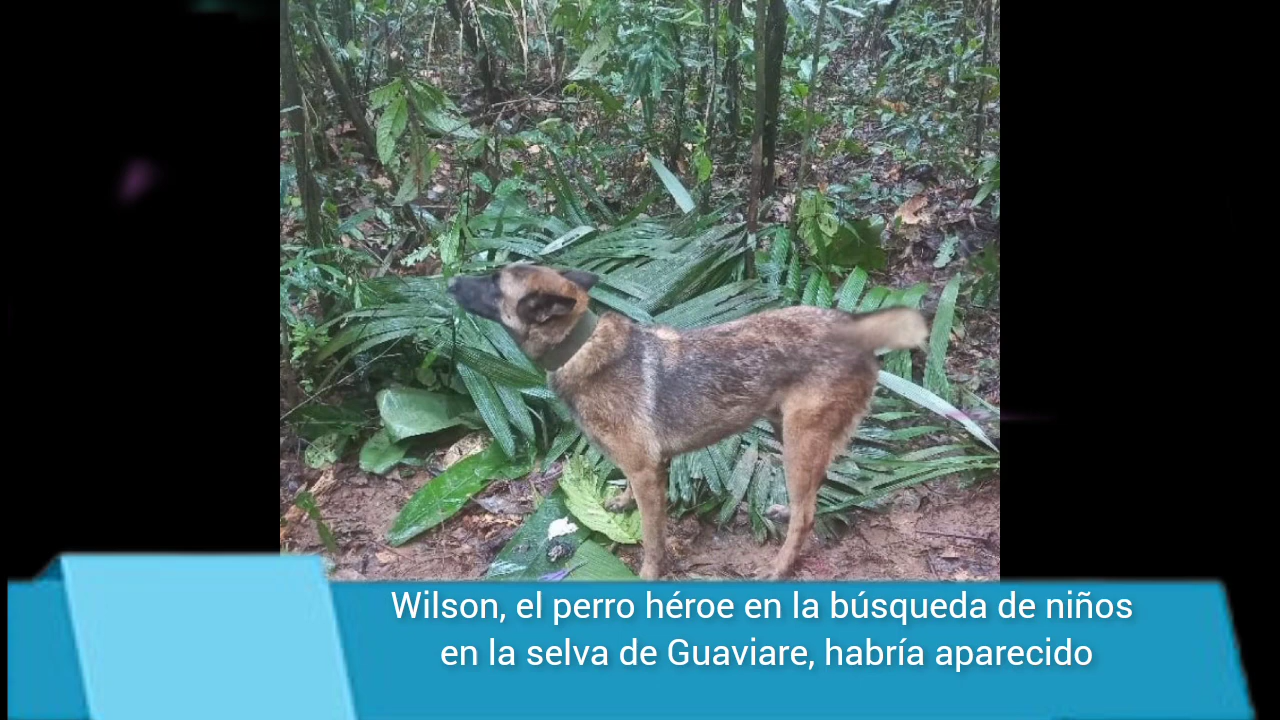 Wilson, el perro héroe en la búsqueda de niños
en la selva de Guaviare, habría aparecido